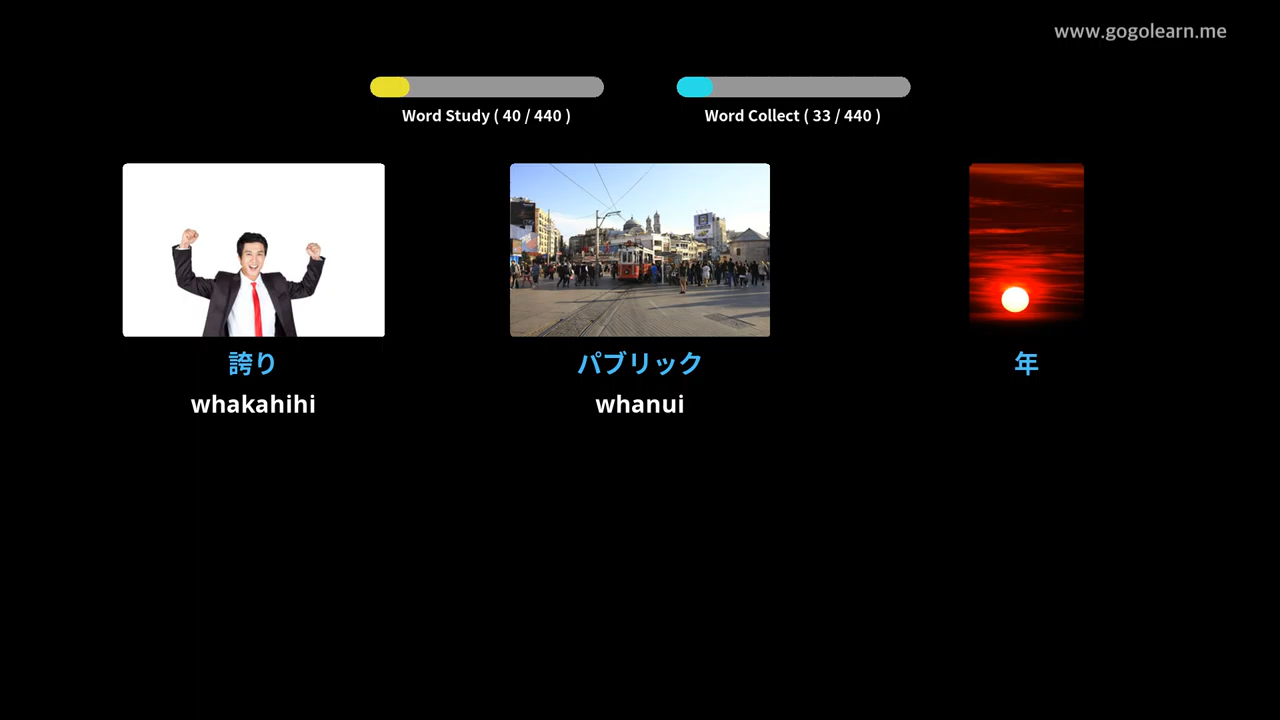 www.gogolearn.me
Word Study ( 40 / 440 )
Word Collect ( 33 / 440 )
誇り
パブリック
年
whakahihi
whanui